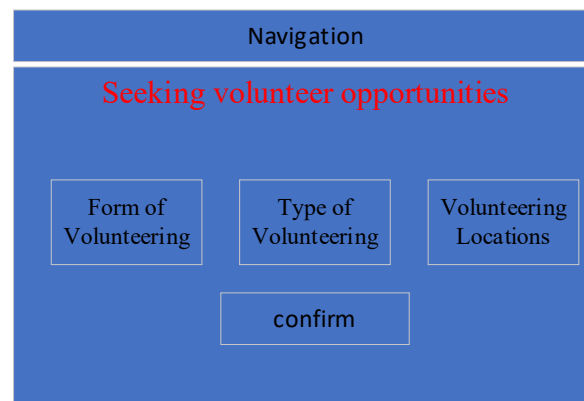 Navigation
Seeking volunteer opportunities
Form of
Volunteering
Type of
Volunteering
Volunteering
Locations
confirm